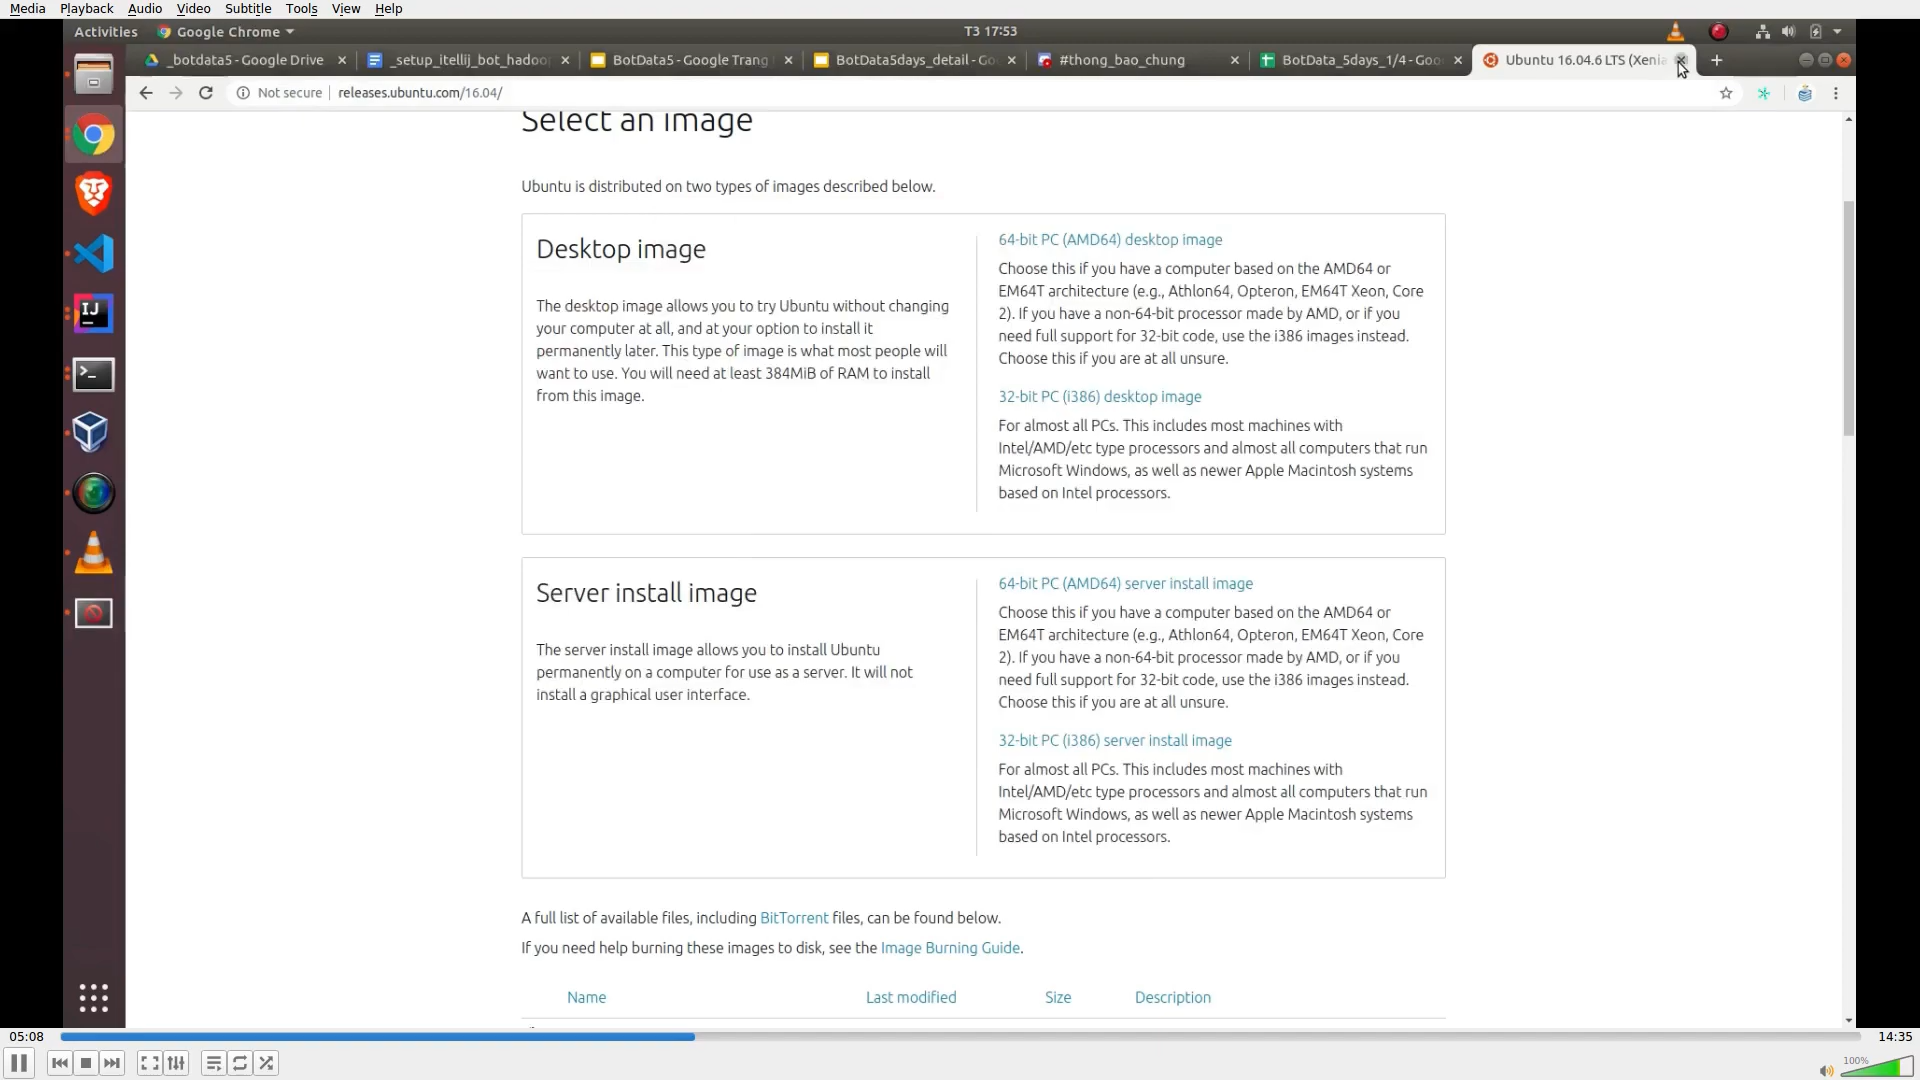 Media Playback Audio Video Subtitle Tools View Help
Activities Google Chrome T3 17:53
_botdata5 - Google Drive _setup_itellij_bot_hadoo BotData5 - Google Trang BotData5days_detail - Go #thong_bao_chung BotData_5days_1/4 - Goo Ubuntu 16.04.6 LTS (Xenia
Not secure releases.ubuntu.com/16.04/
Select an image
Ubuntu is distributed on two types of images described below.
Desktop image
The desktop image allows you to try Ubuntu without changing
your computer at all, and at your option to install it
permanently later. This type of image is what most people will
want to use. You will need at least 384MiB of RAM to install
from this image.
64-bit PC (AMD64) desktop image
Choose this if you have a computer based on the AMD64 or
EM64T architecture (e.g., Athlon64, Opteron, EM64T Xeon, Core
2). If you have a non-64-bit processor made by AMD, or if you
need full support for 32-bit code, use the i386 images instead.
Choose this if you are at all unsure.
32-bit PC (i386) desktop image
For almost all PCs. This includes most machines with
Intel/AMD/etc type processors and almost all computers that run
Microsoft Windows, as well as newer Apple Macintosh systems
based on Intel processors.
Server install image
The server install image allows you to install Ubuntu
permanently on a computer for use as a server. It will not
install a graphical user interface.
64-bit PC (AMD64) server install image
Choose this if you have a computer based on the AMD64 or
EM64T architecture (e.g., Athlon64, Opteron, EM64T Xeon, Core
2). If you have a non-64-bit processor made by AMD, or if you
need full support for 32-bit code, use the i386 images instead.
Choose this if you are at all unsure.
32-bit PC (i386) server install image
For almost all PCs. This includes most machines with
Intel/AMD/etc type processors and almost all computers that run
Microsoft Windows, as well as newer Apple Macintosh systems
based on Intel processors.
A full list of available files, including BitTorrent files, can be found below.
If you need help burning these images to disk, see the Image Burning Guide.
Name Last modified Size Description
05:08 14:35
100%